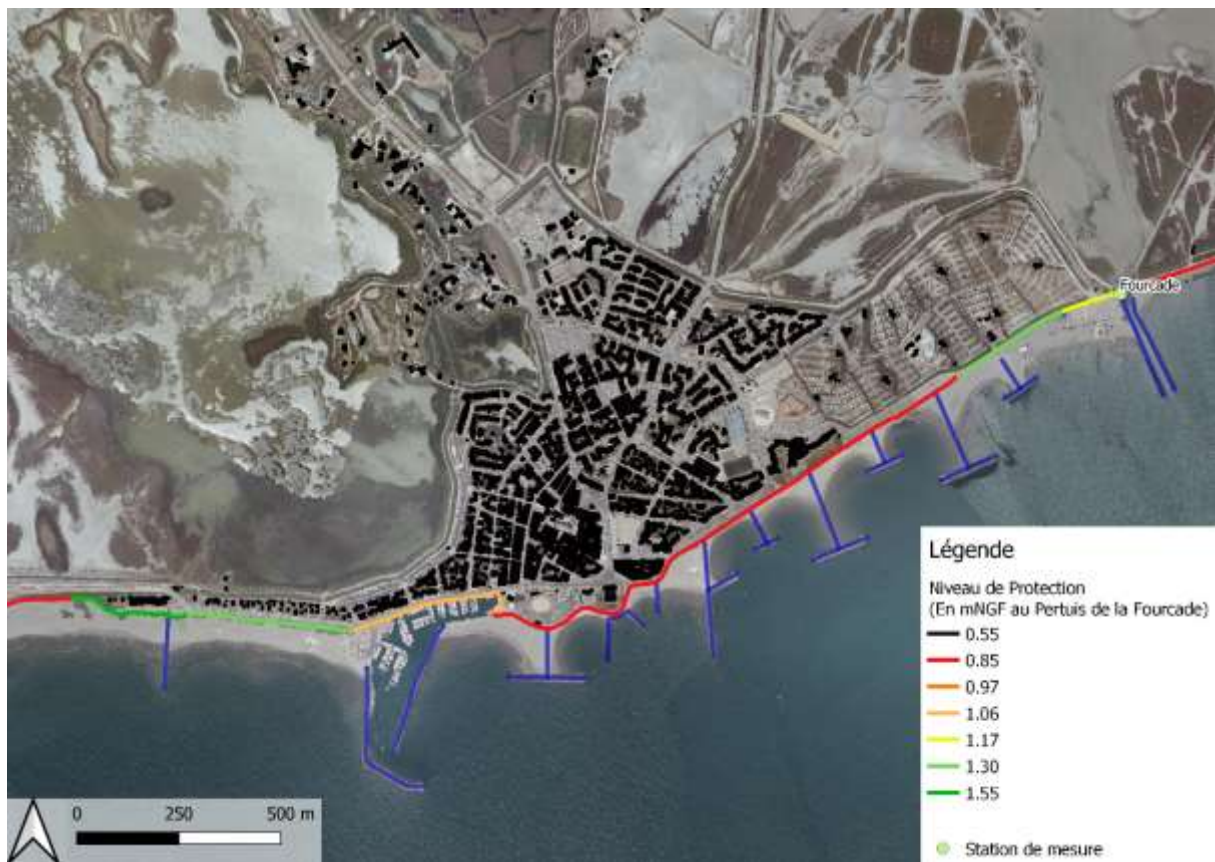 Fourcade
Légende
Niveau de Protection
(En mNGF au Pertuis de la Fourcade)
0.55
0.85
0.97
1.06
1.17
1.30
1.55
Station de mesure
0 250 500 m